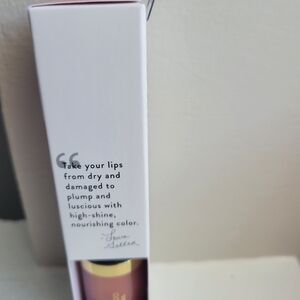 “Take your lips
from dry and
damaged to
plump and
luscious with
high-shine,
nourishing color.